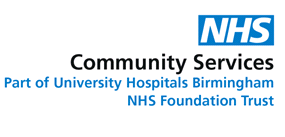 NHS
Community Services
Part of University Hospitals Birmingham
NHS Foundation Trust